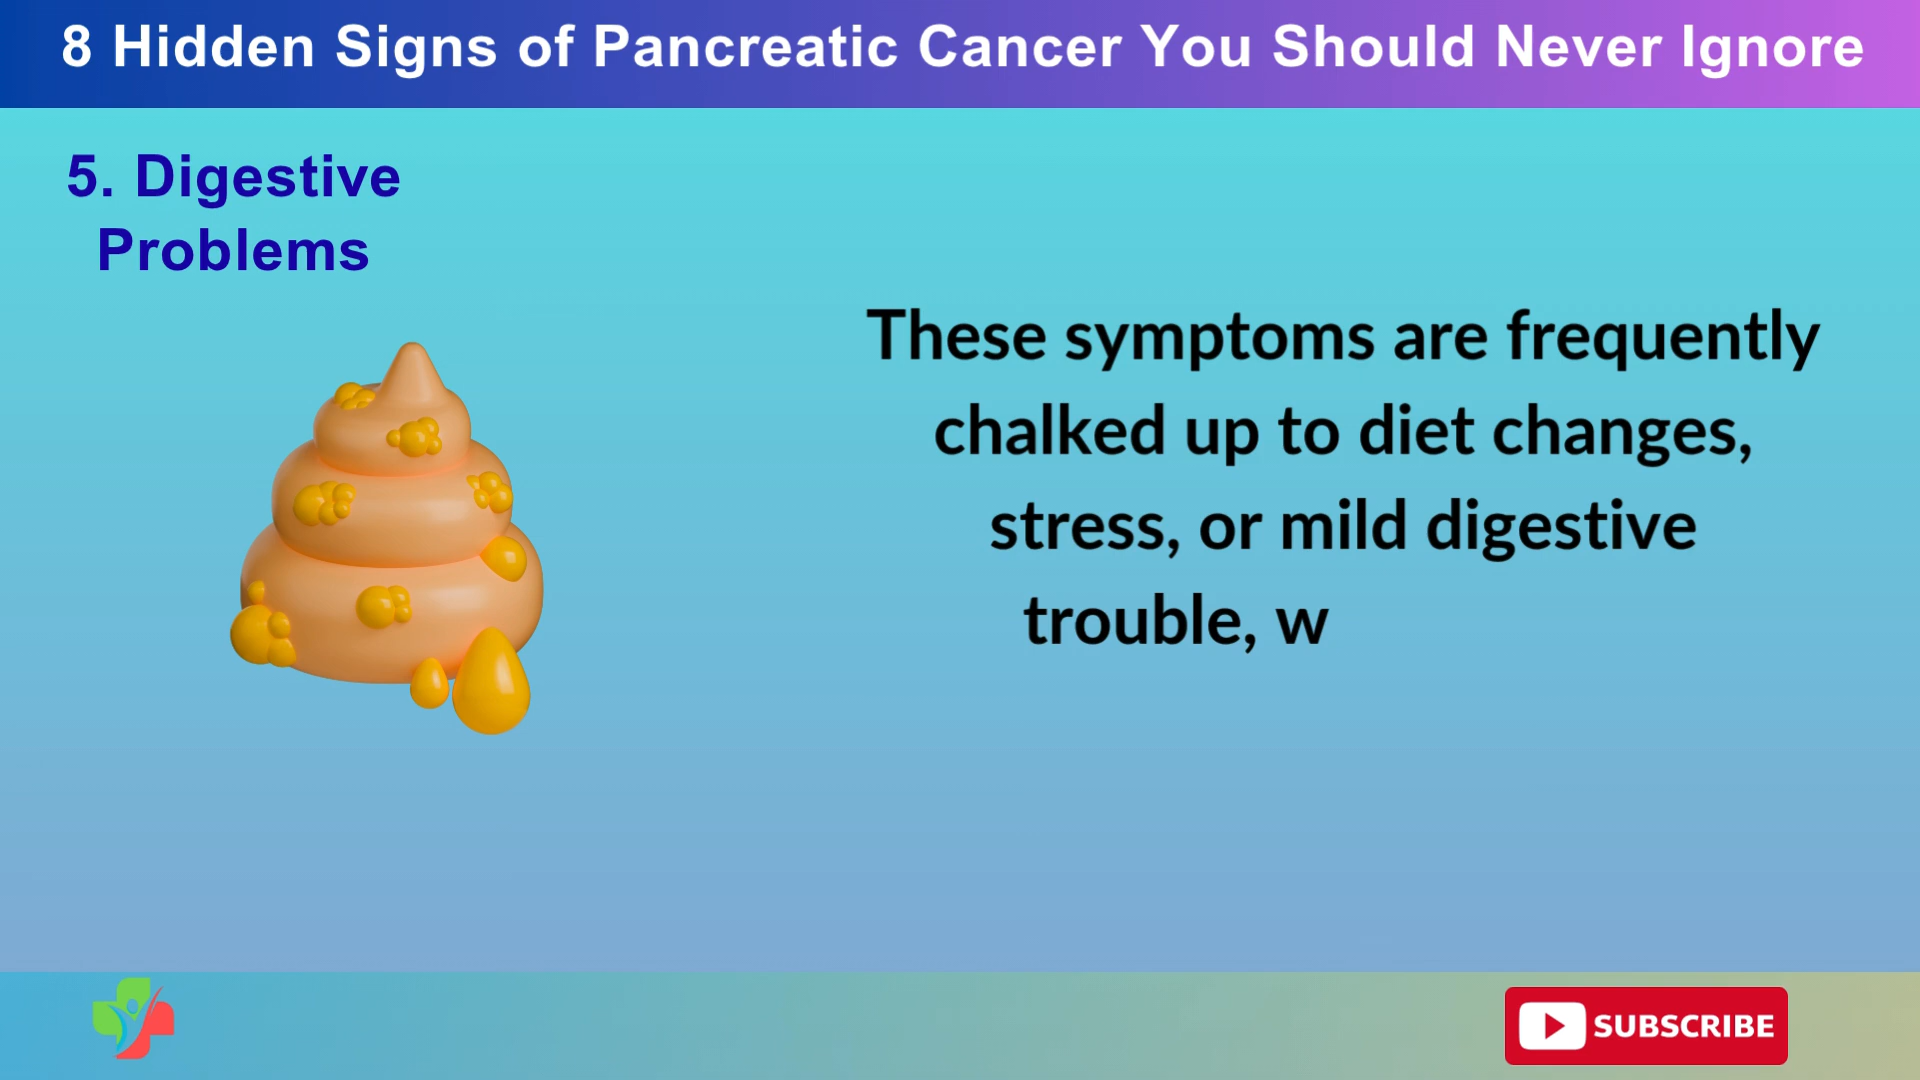 8 Hidden Signs of Pancreatic Cancer You Should Never Ignore
5. Digestive
Problems
These symptoms are frequently
chalked up to diet changes,
stress, or mild digestive
trouble, w
SUBSCRIBE